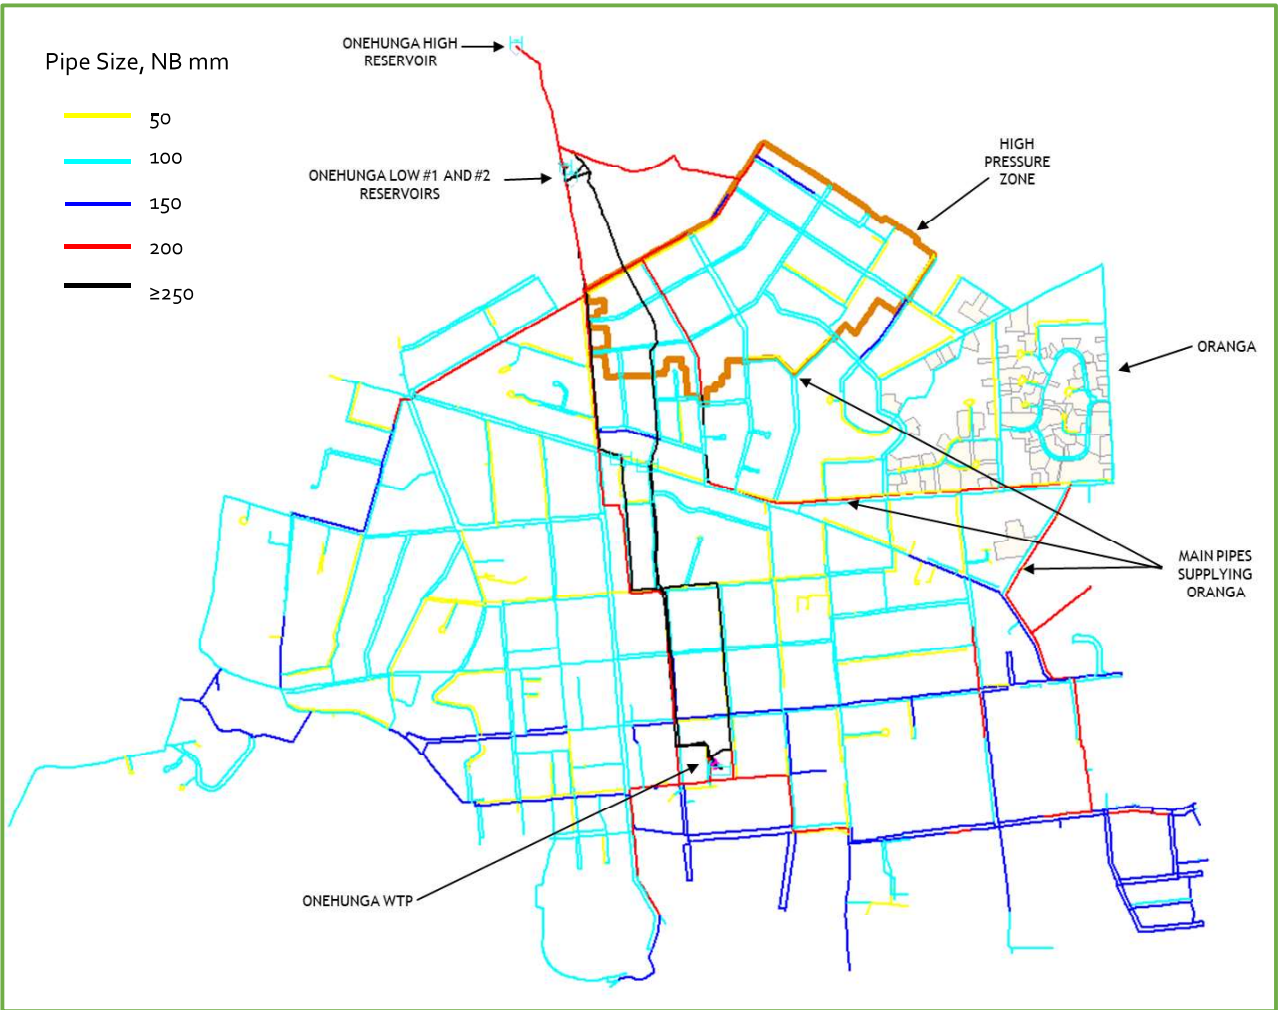 ONEHUNGA HIGH
RESERVOIR
Pipe Size, NB mm
50
100
150
200
≥250
ONEHUNGA LOW #1 AND #2
RESERVOIRS
HIGH
PRESSURE
ZONE
ORANGA
MAIN PIPES
SUPPLYING
ORANGA
ONEHUNGA WTP